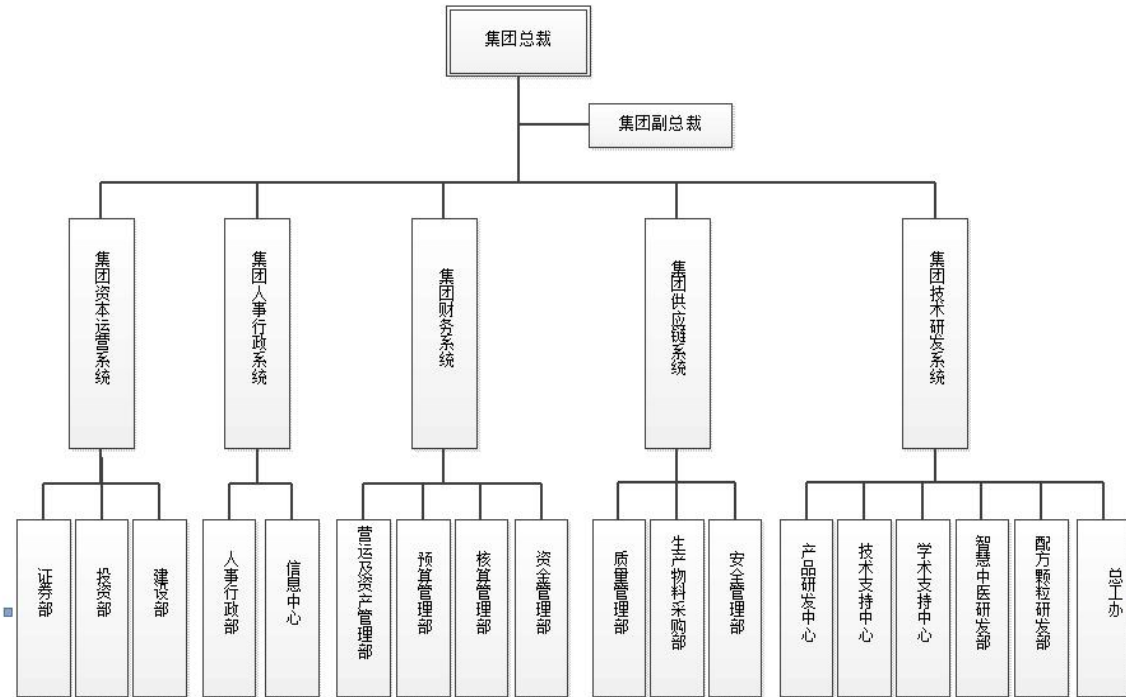 集团总裁
集团副总裁
集团资本运营系统
集团人事行政系统
集团财务系统
集团供应链系统
集团技术研发系统
证券部
投资部
建设部
人事行政部
信息中心
营运及资产管理部
预算管理部
核算管理部
资金管理部
质量管理部
生产物料采购部
安全管理部
产品研发中心
技术支持中心
学术支持中心
智慧中医研发部
配方颗粒研发部
总工办